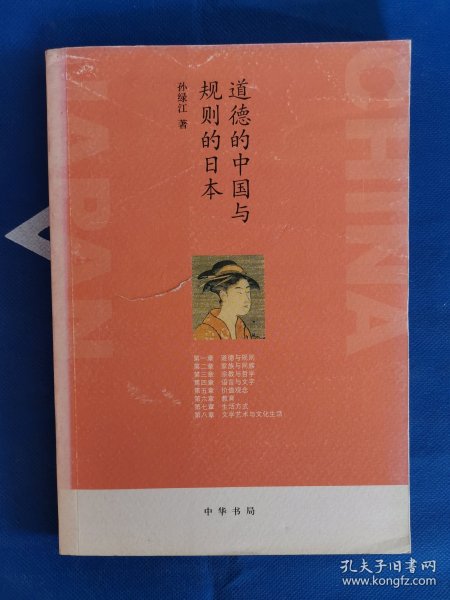 道德的中国与
规则的日本
孙绿江 著
CHINA
JAPAN
第一章 道德与规则
第二章 家族与民族
第三章 宗教与哲学
第四章 语言与文字
第五章 价值观念
第六章 教育
第七章 生活方式
第八章 文学艺术与文化生活
中华书局
孔夫子旧书网
www.kongfz.com